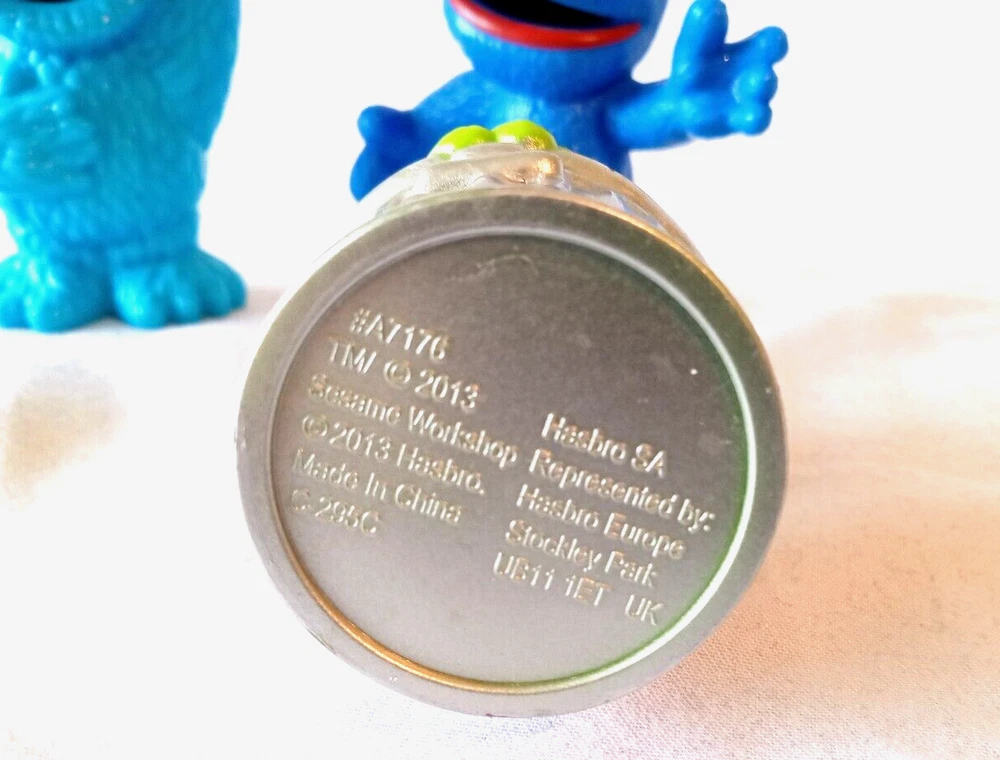 #A7176
TM/ © 2013
Sesame Workshop
© 2013 Hasbro.
Made In China
C-295C
Hasbro SA
Represented by:
Hasbro Europe
Stockley Park
UB11 1ET UK